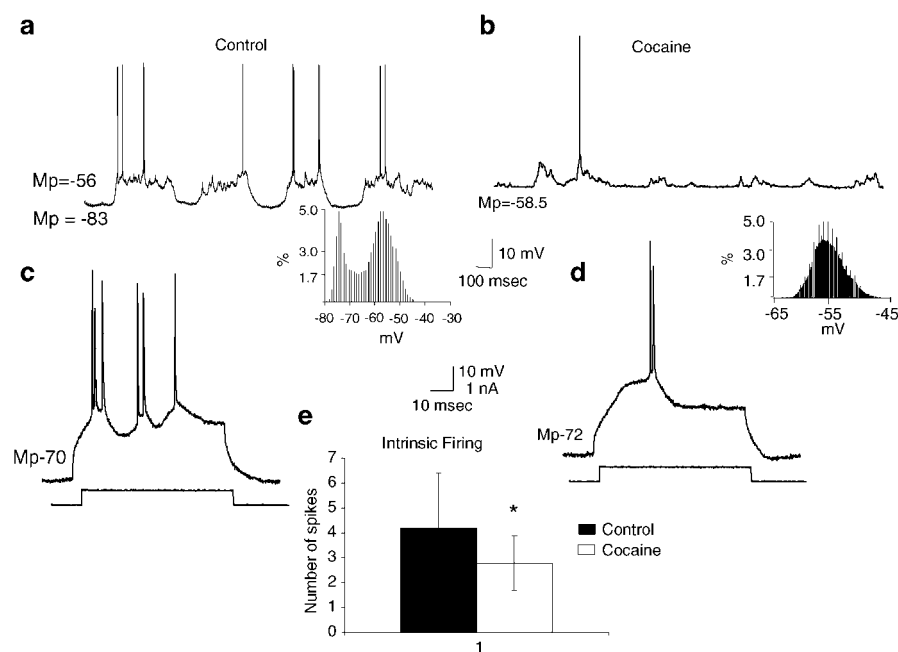 a
Control
Mp=-56
Mp = -83
5.0
3.0
1.7
%
-80 -70 -60 -50 -40 -30
mV
10 mV
100 msec
b
Cocaine
Mp=-58.5
5.0
3.0
1.7
%
-65 -55 -45
mV
c
Mp-70
10 mV
1 nA
10 msec
d
Mp-72
e
Intrinsic Firing
Number of spikes
7
6
5
4
3
2
1
0
*
1
Control
Cocaine